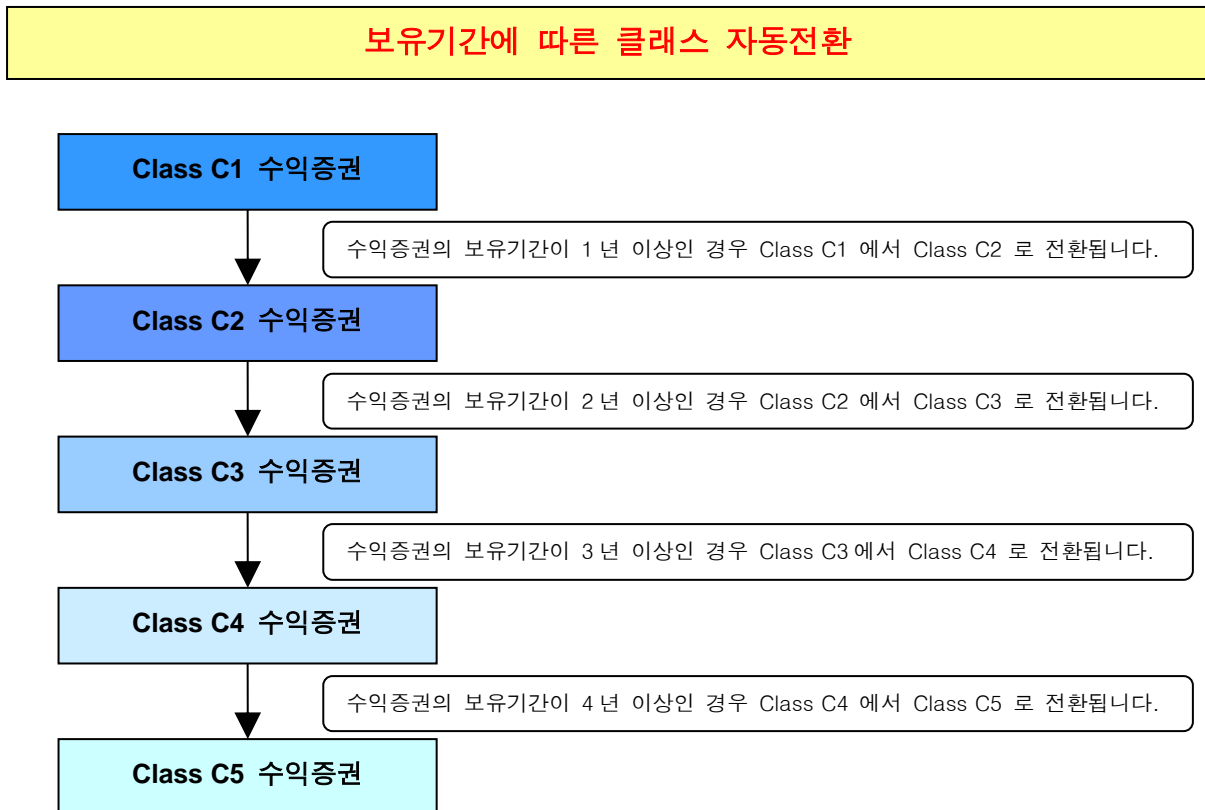 보유기간에 따른 클래스 자동전환
Class C1 수익증권
수익증권의 보유기간이 1년 이상인 경우 Class C1 에서 Class C2 로 전환됩니다.
Class C2 수익증권
수익증권의 보유기간이 2년 이상인 경우 Class C2 에서 Class C3 로 전환됩니다.
Class C3 수익증권
수익증권의 보유기간이 3년 이상인 경우 Class C3에서 Class C4 로 전환됩니다.
Class C4 수익증권
수익증권의 보유기간이 4년 이상인 경우 Class C4 에서 Class C5 로 전환됩니다.
Class C5 수익증권